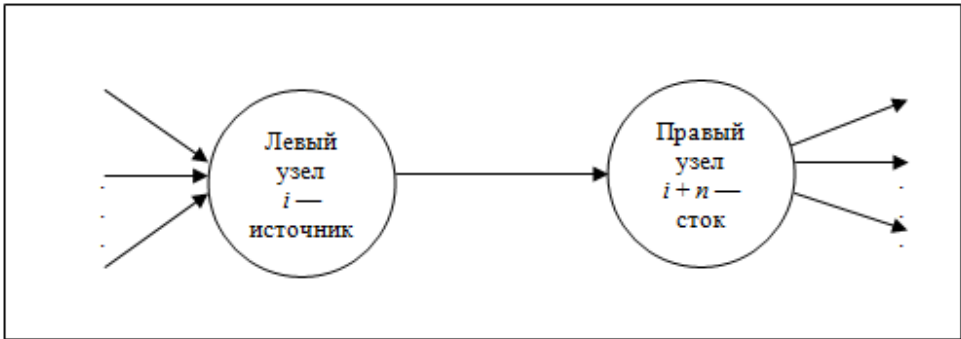 Левый
узел
i —
источник
Правый
узел
i + n —
сток